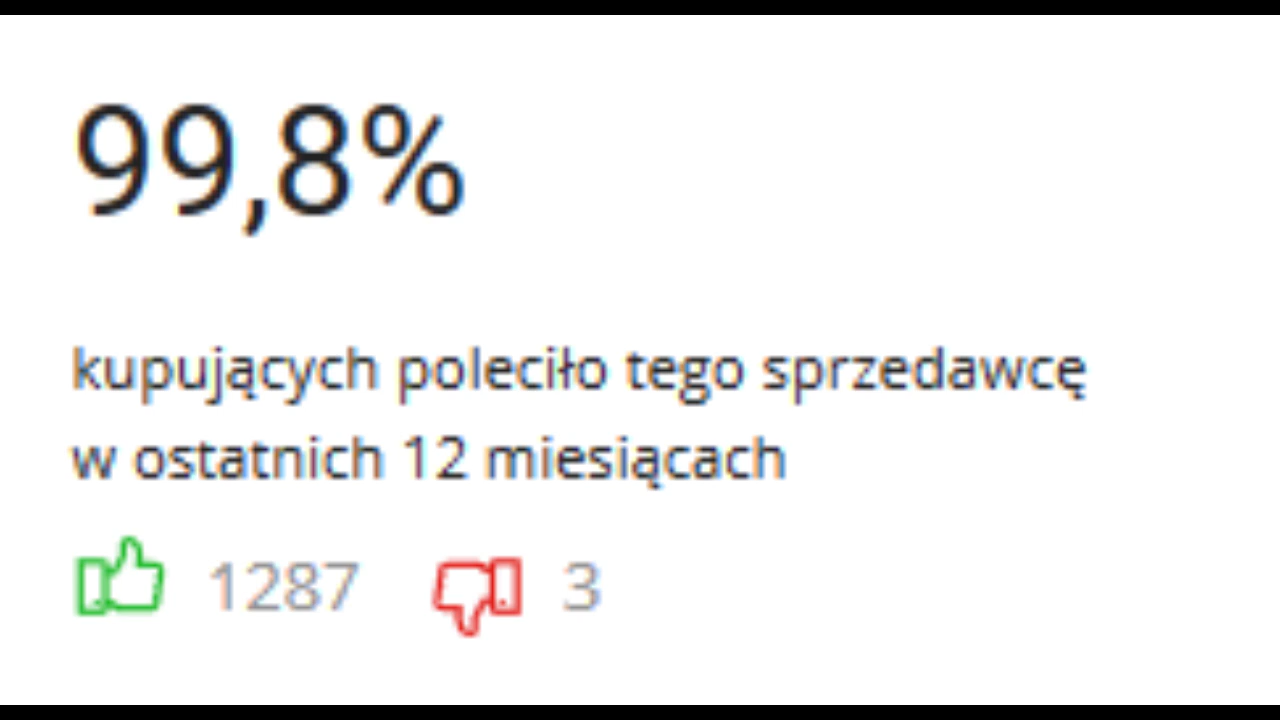 99,8%
kupujących poleciło tego sprzedawcę
w ostatnich 12 miesiącach
1287 3